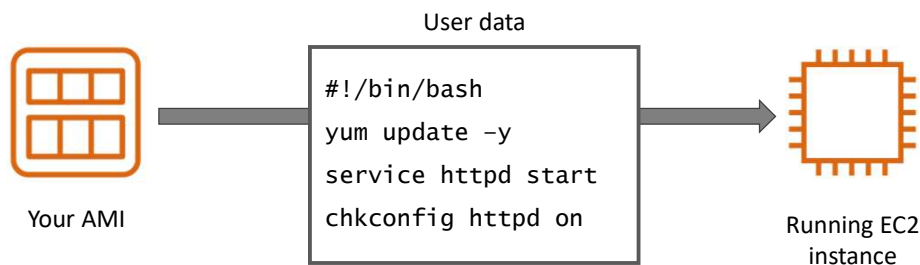 User data
#!/bin/bash
yum update –y
service httpd start
chkconfig httpd on
Your AMI
Running EC2
instance